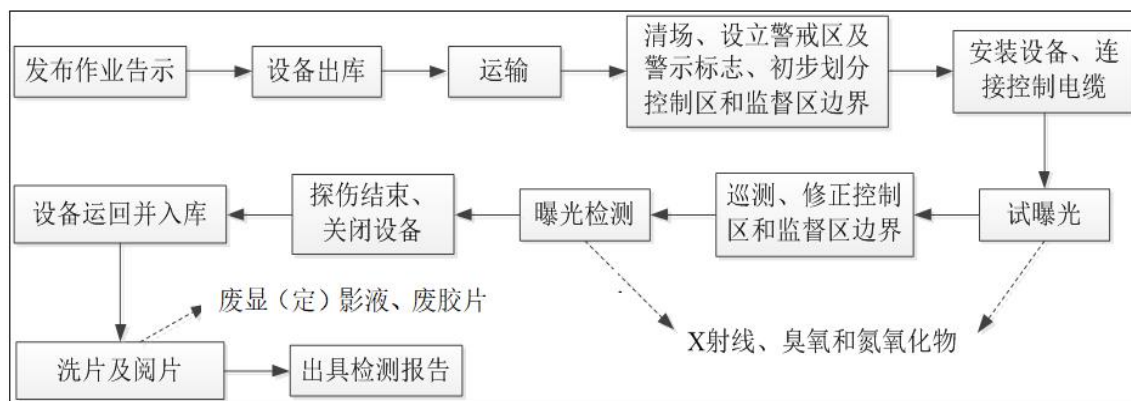 发布作业告示
设备出库
运输
清场、设立警戒区及
警示标志、初步划分
控制区和监督区边界
安装设备、连
接控制电缆
试曝光
巡测、修正控制
区和监督区边界
曝光检测
探伤结束、
关闭设备
设备运回并入库
废显（定）影液、废胶片
X射线、臭氧和氮氧化物
洗片及阅片
出具检测报告